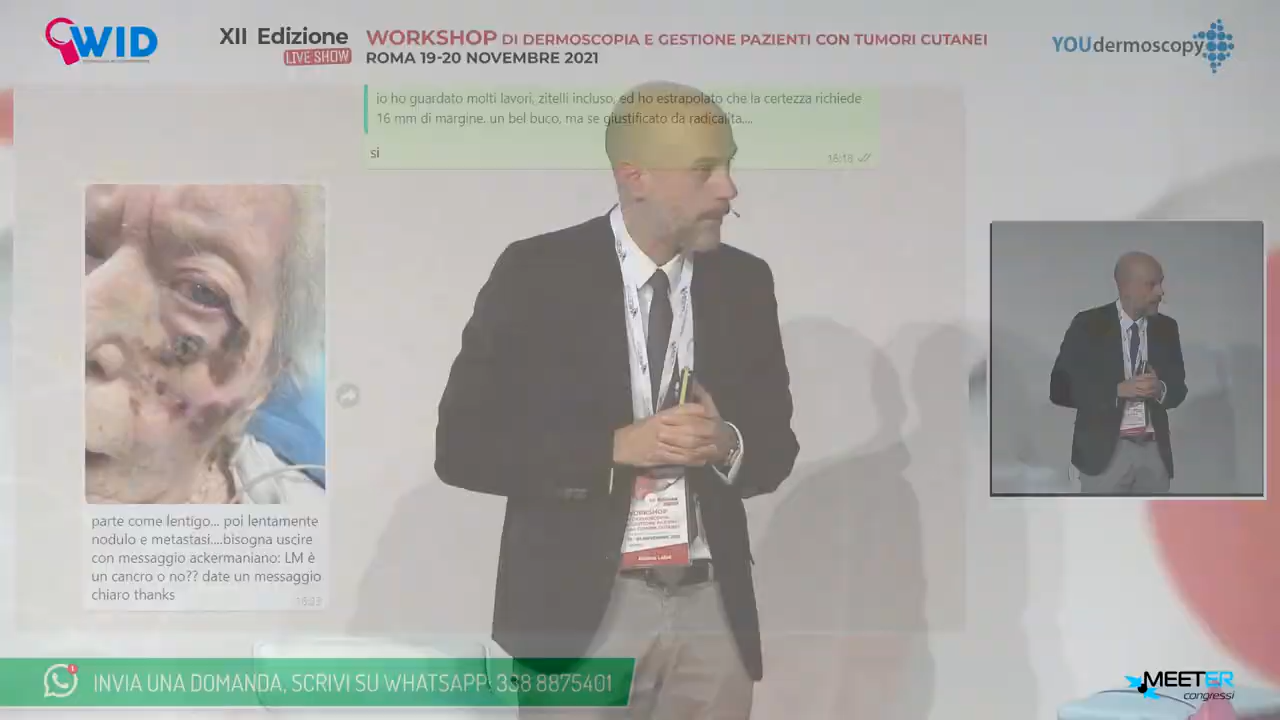 WID
XII Edizione
LIVE SHOW
WORKSHOP DI DERMOSCOPIA E GESTIONE PAZIENTI CON TUMORI CUTANEI
ROMA 19-20 NOVEMBRE 2021
YOUdermoscopy
io ho guardato molti lavori, zitelli incluso, ed ho estrapolato che la certezza richiede
16 mm di margine. un bel buco, ma se giustificato da radicalita....
si
18:18
parte come lentigo... poi lentamente
nodulo e metastasi....bisogna uscire
con messaggio ackermaniano: LM è
un cancro o no?? date un messaggio
chiaro thanks
18:23
WORKSHOP
INVIA UNA DOMANDA, SCRIVI SU WHATSAPP: 338 8875401
MEETER
congressi